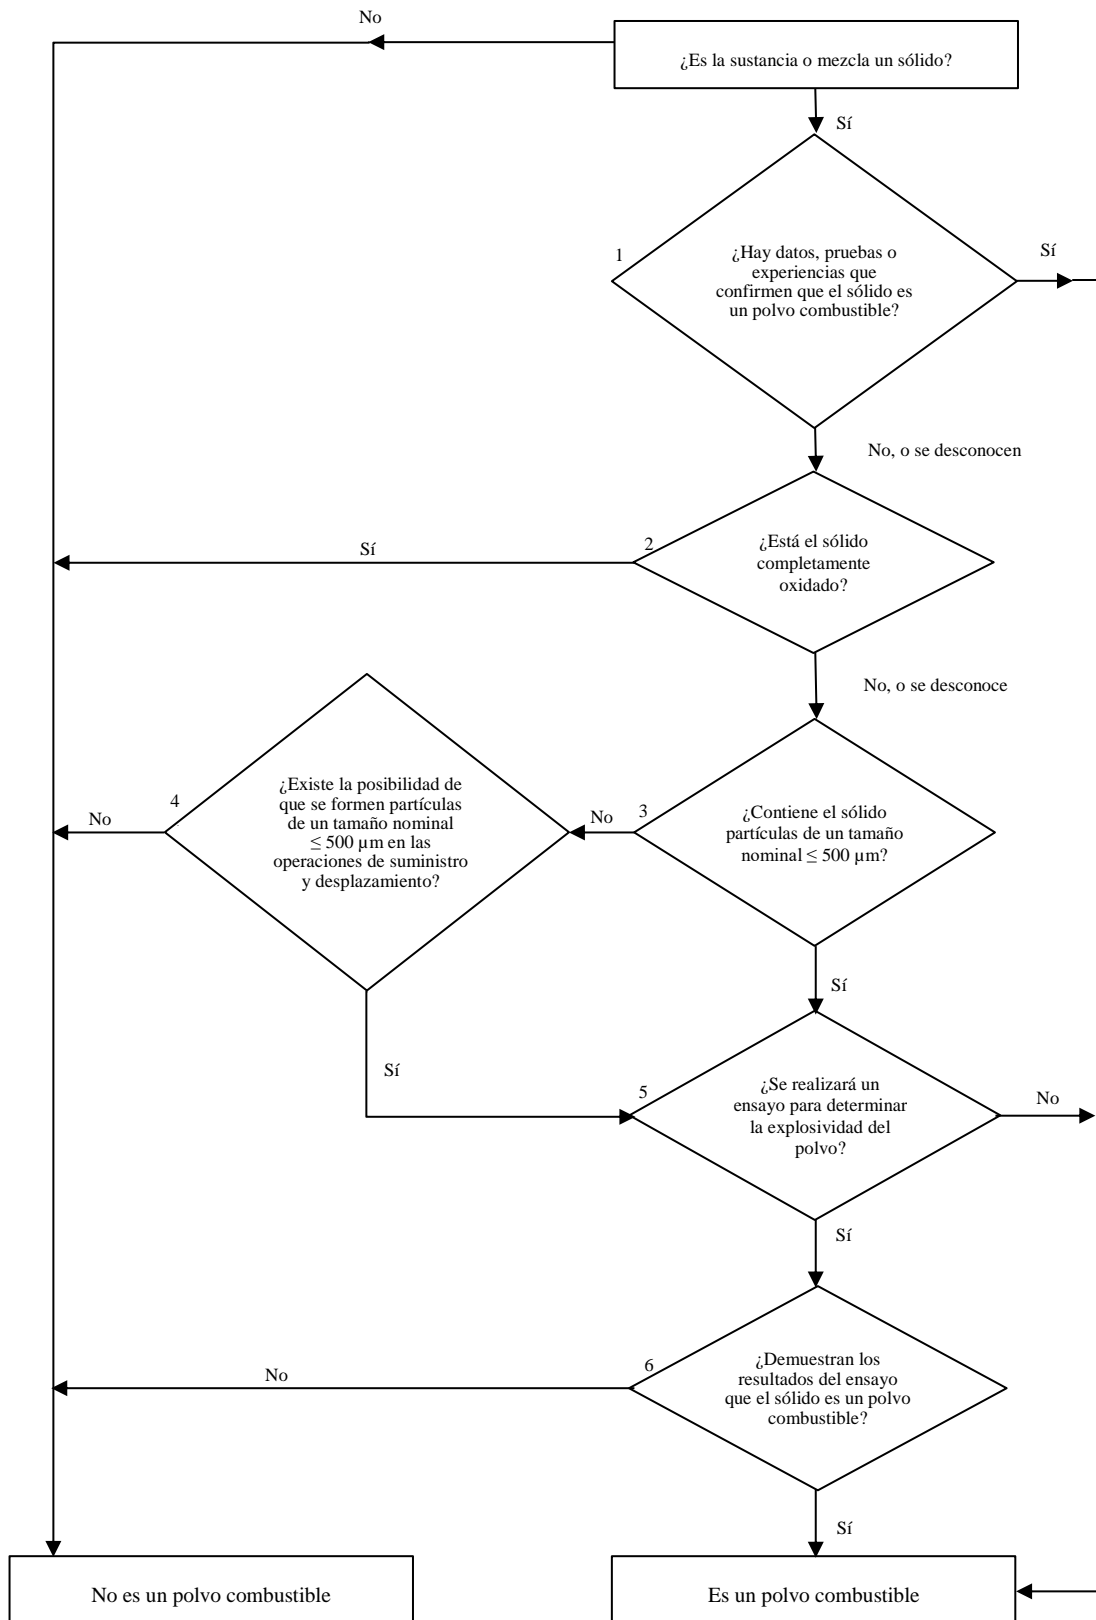 No
¿Es la sustancia o mezcla un sólido?
Sí
1
¿Hay datos, pruebas o
experiencias que
confirmen que el sólido es
un polvo combustible?
Sí
No, o se desconocen
2
¿Está el sólido
completamente
oxidado?
Sí
No, o se desconoce
3
¿Contiene el sólido
partículas de un tamaño
nominal ≤ 500 µm?
No
4
¿Existe la posibilidad de
que se formen partículas
de un tamaño nominal
≤ 500 µm en las
operaciones de suministro
y desplazamiento?
No
Sí
Sí
5
¿Se realizará un
ensayo para determinar
la explosividad del
polvo?
No
Sí
6
¿Demuestran los
resultados del ensayo
que el sólido es un polvo
combustible?
No
Sí
No es un polvo combustible
Es un polvo combustible